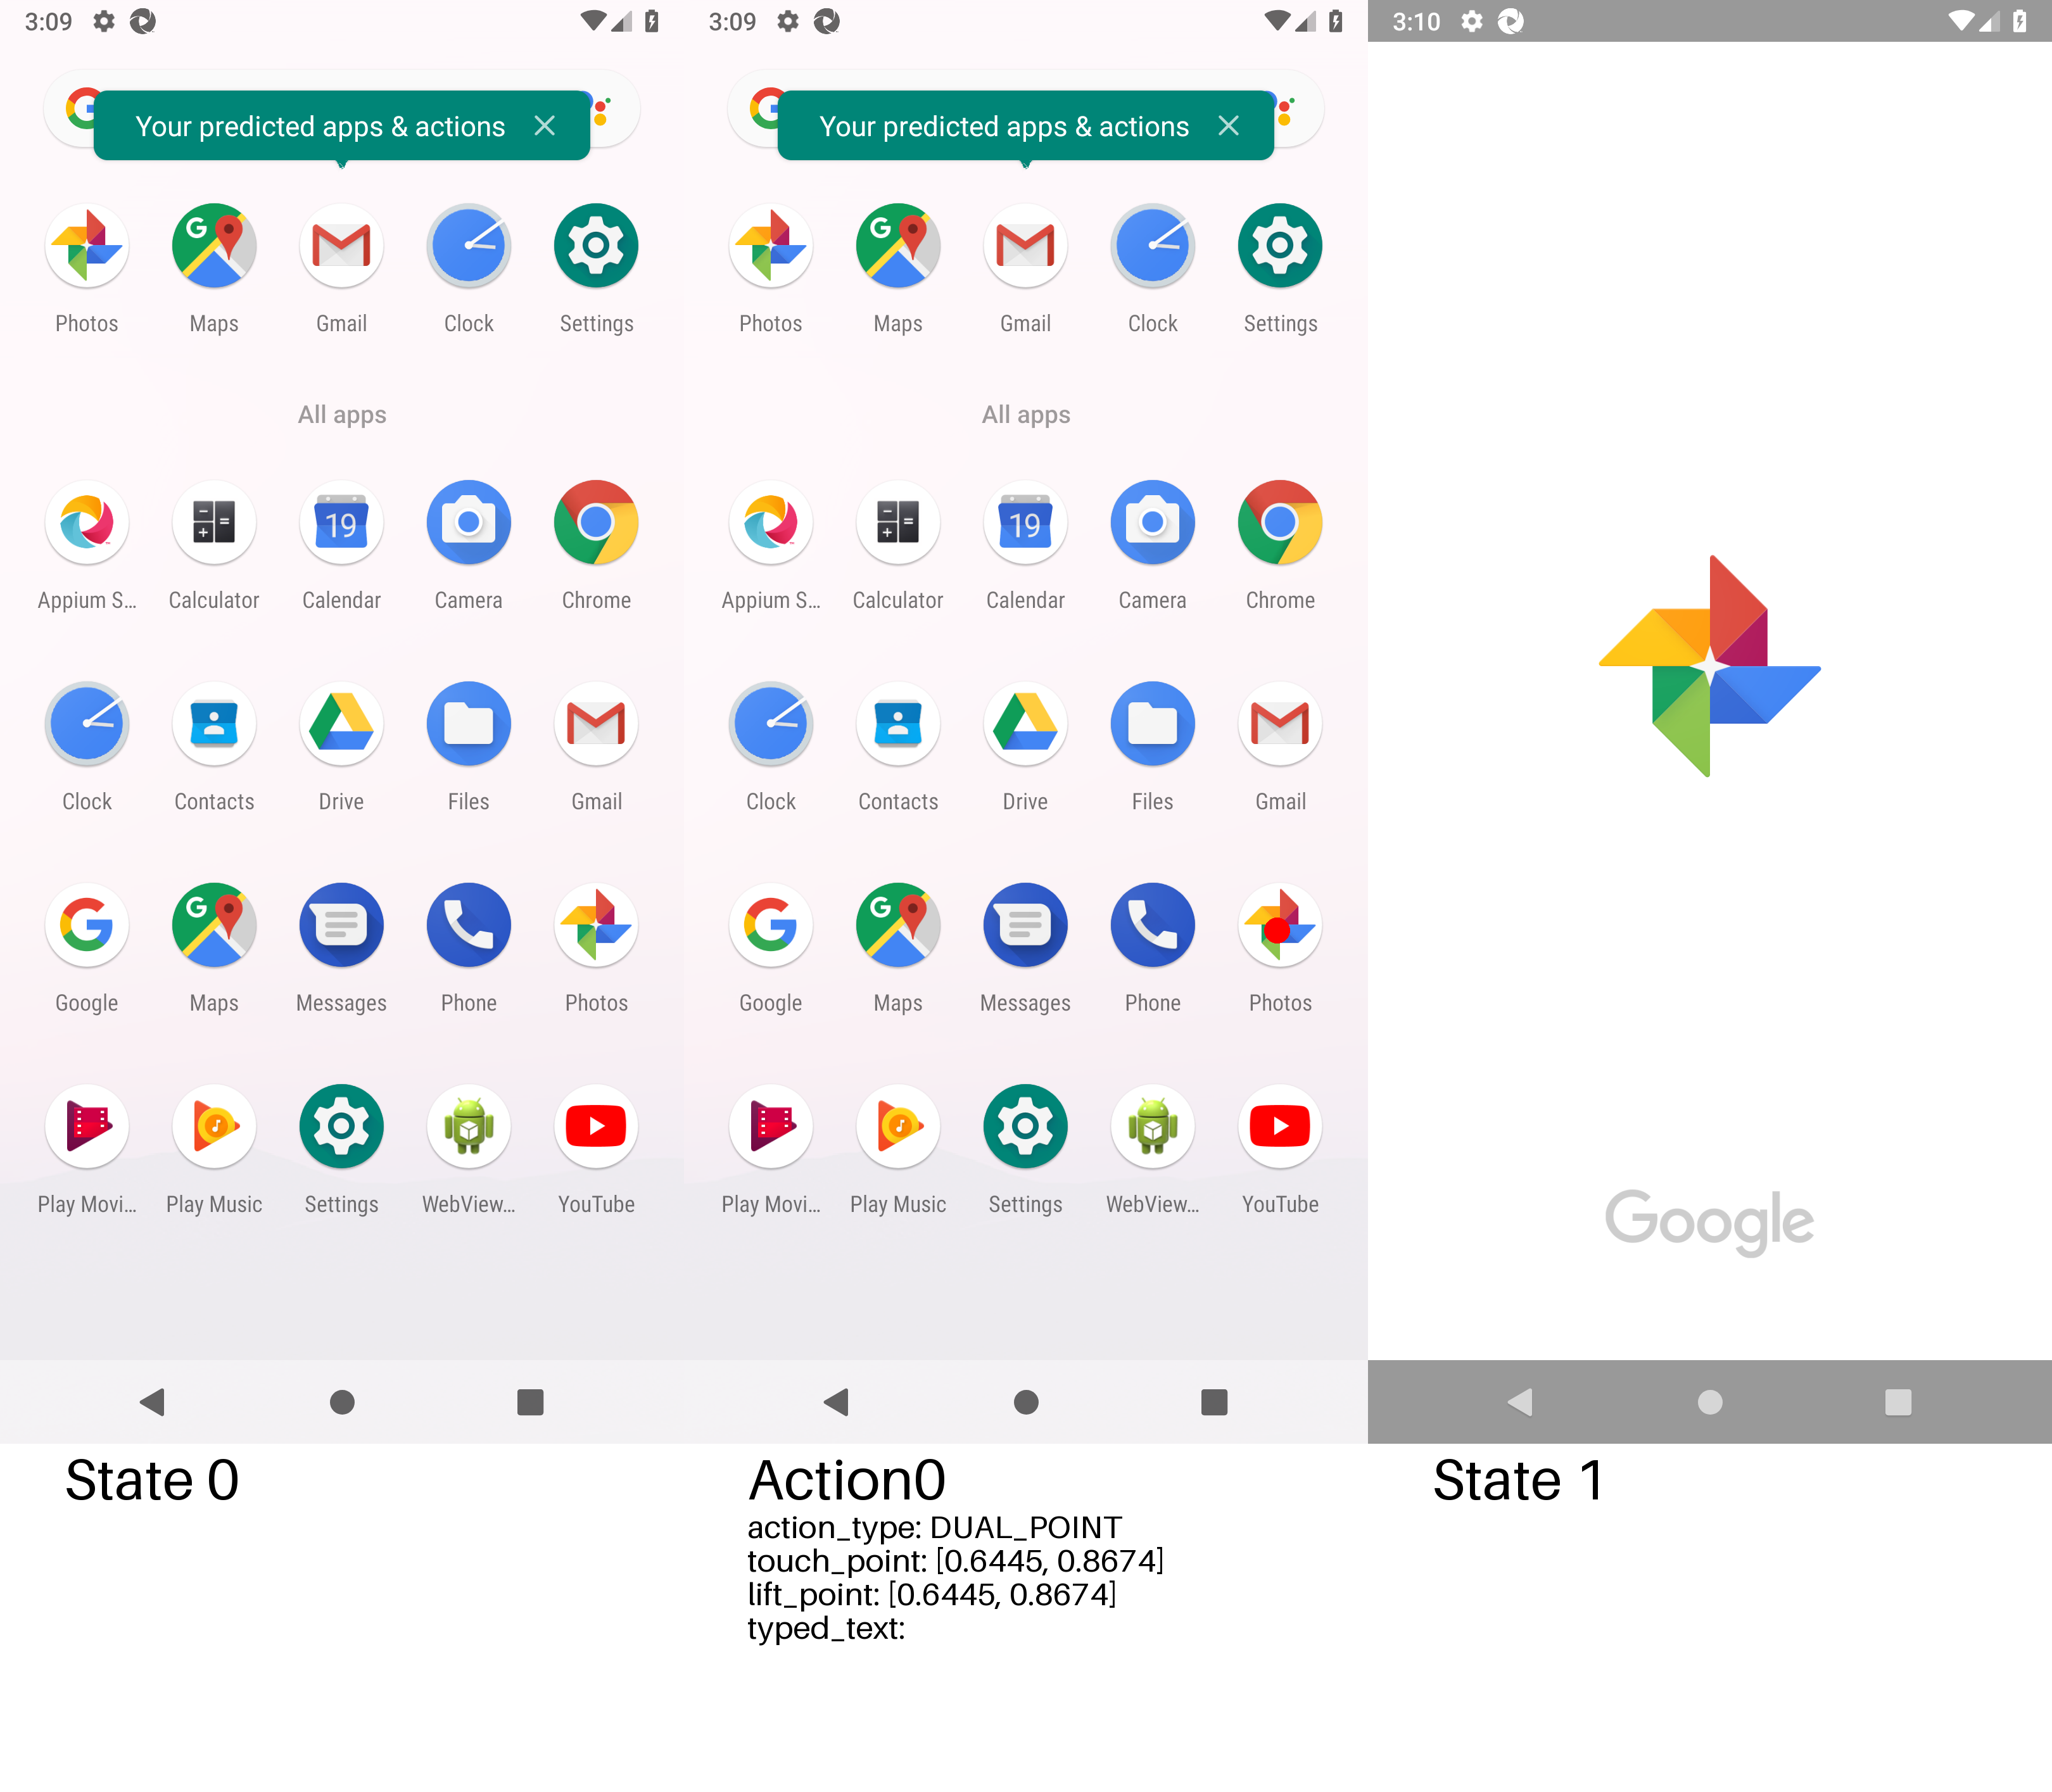 3:09
Your predicted apps & actions
Photos Maps Gmail Clock Settings
All apps
Appium S... Calculator Calendar Camera Chrome
19
Clock Contacts Drive Files Gmail
Google Maps Messages Phone Photos
Play Movi... Play Music Settings WebView... YouTube
State 0
3:09
Your predicted apps & actions
Photos Maps Gmail Clock Settings
All apps
19
Appium S... Calculator Calendar Camera Chrome
Clock Contacts Drive Files Gmail
Google Maps Messages Phone Photos
Play Movi... Play Music Settings WebView... YouTube
Action0
action_type: DUAL_POINT
touch_point: [0.6445, 0.8674]
lift_point: [0.6445, 0.8674]
typed_text:
3:10
Google
State 1